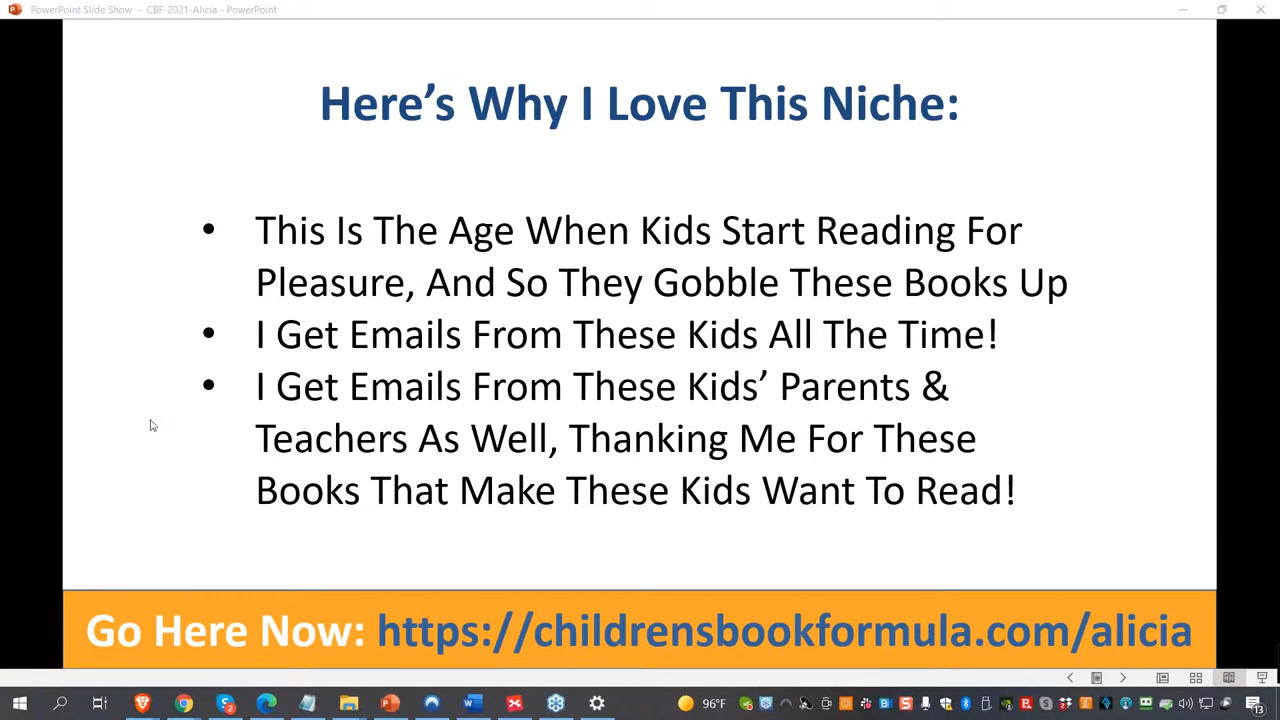 PowerPoint Slide Show - CBF-2021-Alicia - PowerPoint
Here’s Why I Love This Niche:
• This Is The Age When Kids Start Reading For
Pleasure, And So They Gobble These Books Up
• I Get Emails From These Kids All The Time!
• I Get Emails From These Kids’ Parents &
Teachers As Well, Thanking Me For These
Books That Make These Kids Want To Read!
Go Here Now: https://childrensbookformula.com/alicia
96°F
13